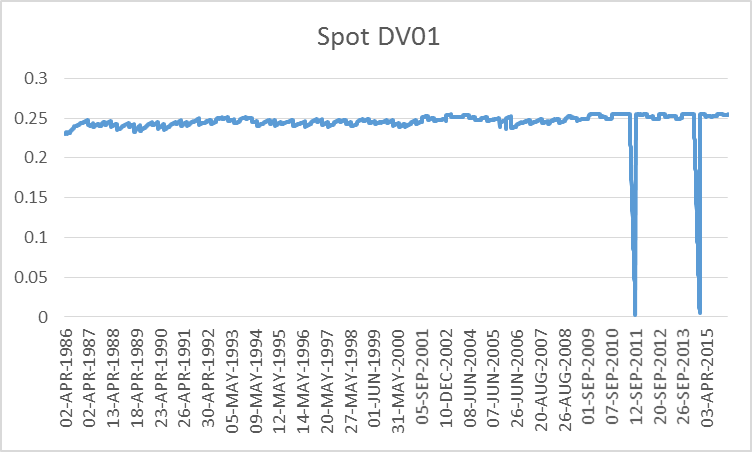 Spot DV01
0.3
0.25
0.2
0.15
0.1
0.05
0
02-APR-1986
02-APR-1987
13-APR-1988
18-APR-1989
24-APR-1990
26-APR-1991
30-APR-1992
05-MAY-1993
09-MAY-1994
12-MAY-1995
14-MAY-1996
20-MAY-1997
27-MAY-1998
01-JUN-1999
31-MAY-2000
05-SEP-2001
10-DEC-2002
08-JUN-2004
07-JUN-2005
26-JUN-2006
20-AUG-2007
26-AUG-2008
01-SEP-2009
07-SEP-2010
12-SEP-2011
20-SEP-2012
26-SEP-2013
03-APR-2015